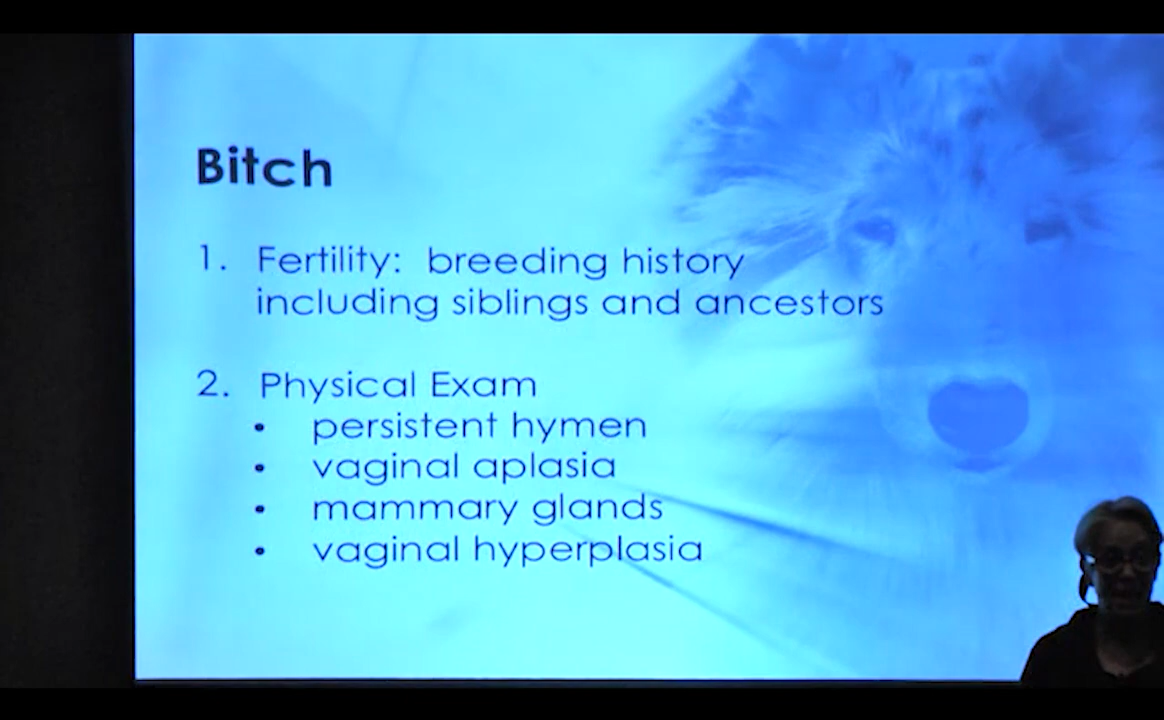 Bitch
1. Fertility: breeding history
including siblings and ancestors
2. Physical Exam
• persistent hymen
• vaginal aplasia
• mammary glands
• vaginal hyperplasia